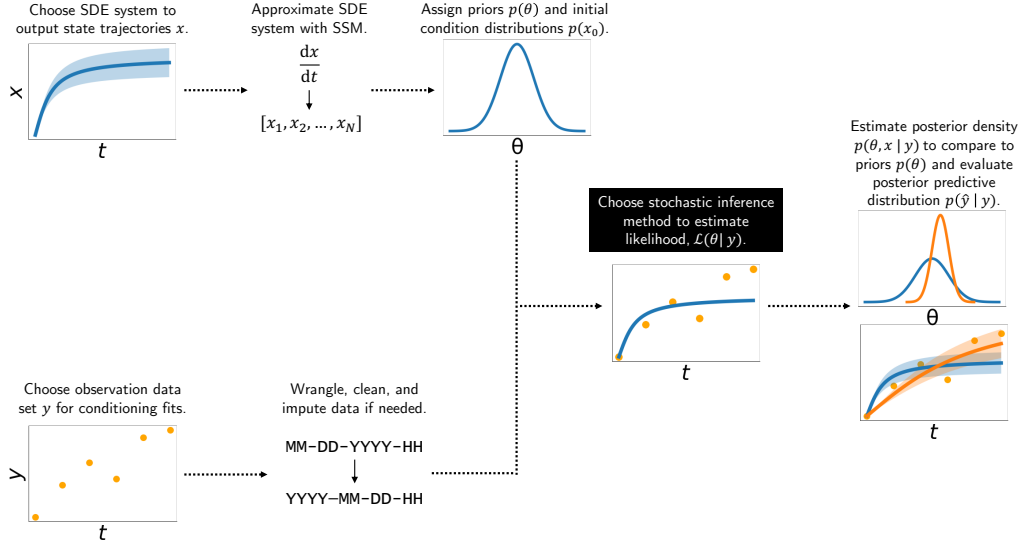 Choose SDE system to
output state trajectories x.
x
t
Approximate SDE
system with SSM.
dx
dt
[x₁, x₂, ..., x_N]
Assign priors p(θ) and initial
condition distributions p(x₀).
θ
Choose observation data
set y for conditioning fits.
y
t
Wrangle, clean, and
impute data if needed.
MM-DD-YYYY-HH
YYYY-MM-DD-HH
Choose stochastic inference
method to estimate
likelihood, ℒ(θ| y).
t
Estimate posterior density
p(θ, x | y) to compare to
priors p(θ) and evaluate
posterior predictive
distribution p(ŷ | y).
θ
t